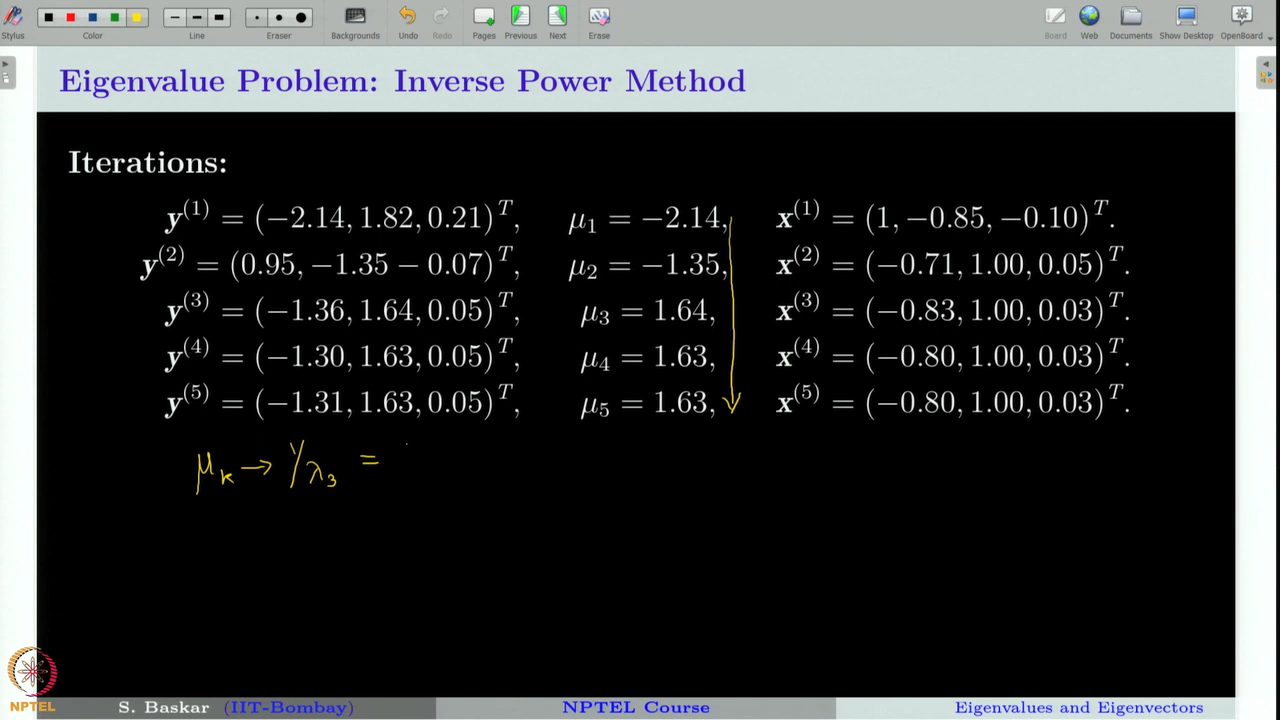 Stylus Color Line Eraser Backgrounds Undo Redo Pages Previous Next Erase Board Web Documents Show Desktop OpenBoard
Eigenvalue Problem: Inverse Power Method
Iterations:
y^(1) = (−2.14, 1.82, 0.21)^T, μ_1 = −2.14, x^(1) = (1, −0.85, −0.10)^T.
y^(2) = (0.95, −1.35 − 0.07)^T, μ_2 = −1.35, x^(2) = (−0.71, 1.00, 0.05)^T.
y^(3) = (−1.36, 1.64, 0.05)^T, μ_3 = 1.64, x^(3) = (−0.83, 1.00, 0.03)^T.
y^(4) = (−1.30, 1.63, 0.05)^T, μ_4 = 1.63, x^(4) = (−0.80, 1.00, 0.03)^T.
y^(5) = (−1.31, 1.63, 0.05)^T, μ_5 = 1.63, x^(5) = (−0.80, 1.00, 0.03)^T.
μ_k → 1/λ_3 =
NPTEL
S. Baskar (IIT-Bombay) NPTEL Course Eigenvalues and Eigenvectors